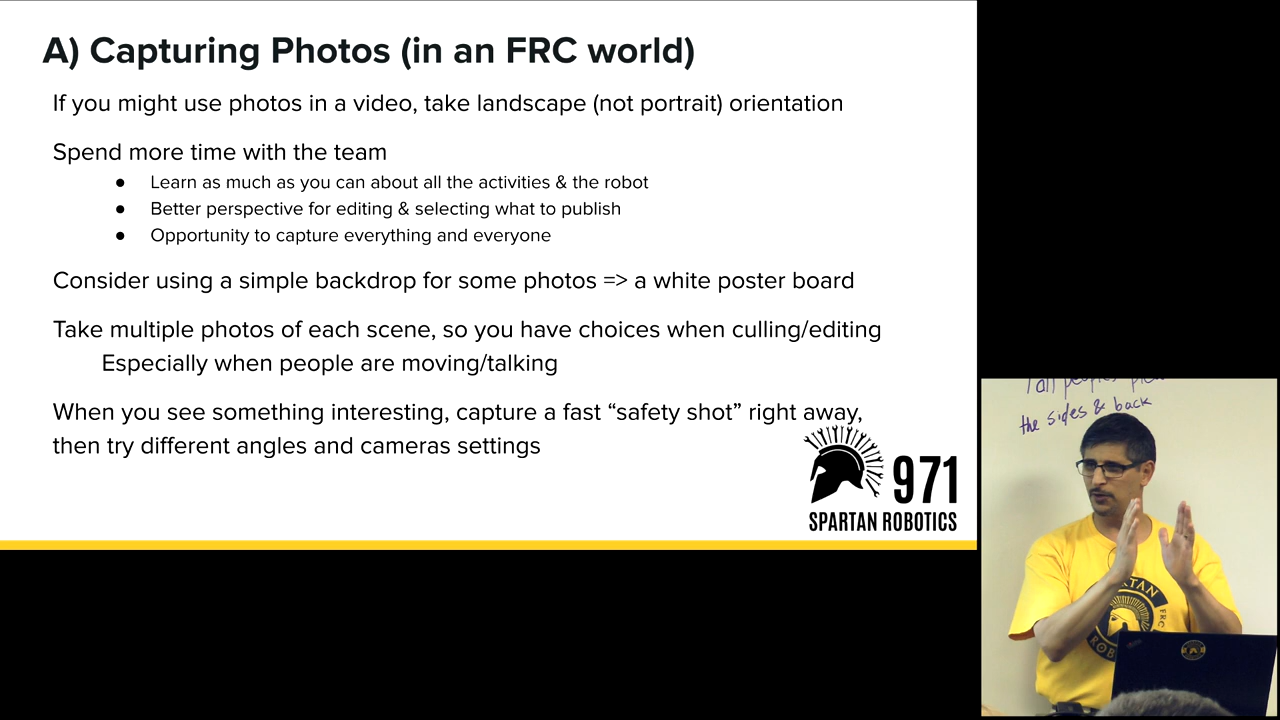 A) Capturing Photos (in an FRC world)
If you might use photos in a video, take landscape (not portrait) orientation
Spend more time with the team
● Learn as much as you can about all the activities & the robot
● Better perspective for editing & selecting what to publish
● Opportunity to capture everything and everyone
Consider using a simple backdrop for some photos => a white poster board
Take multiple photos of each scene, so you have choices when culling/editing
Especially when people are moving/talking
When you see something interesting, capture a fast “safety shot” right away,
then try different angles and cameras settings
971
SPARTAN ROBOTICS
the sides & back
FRC